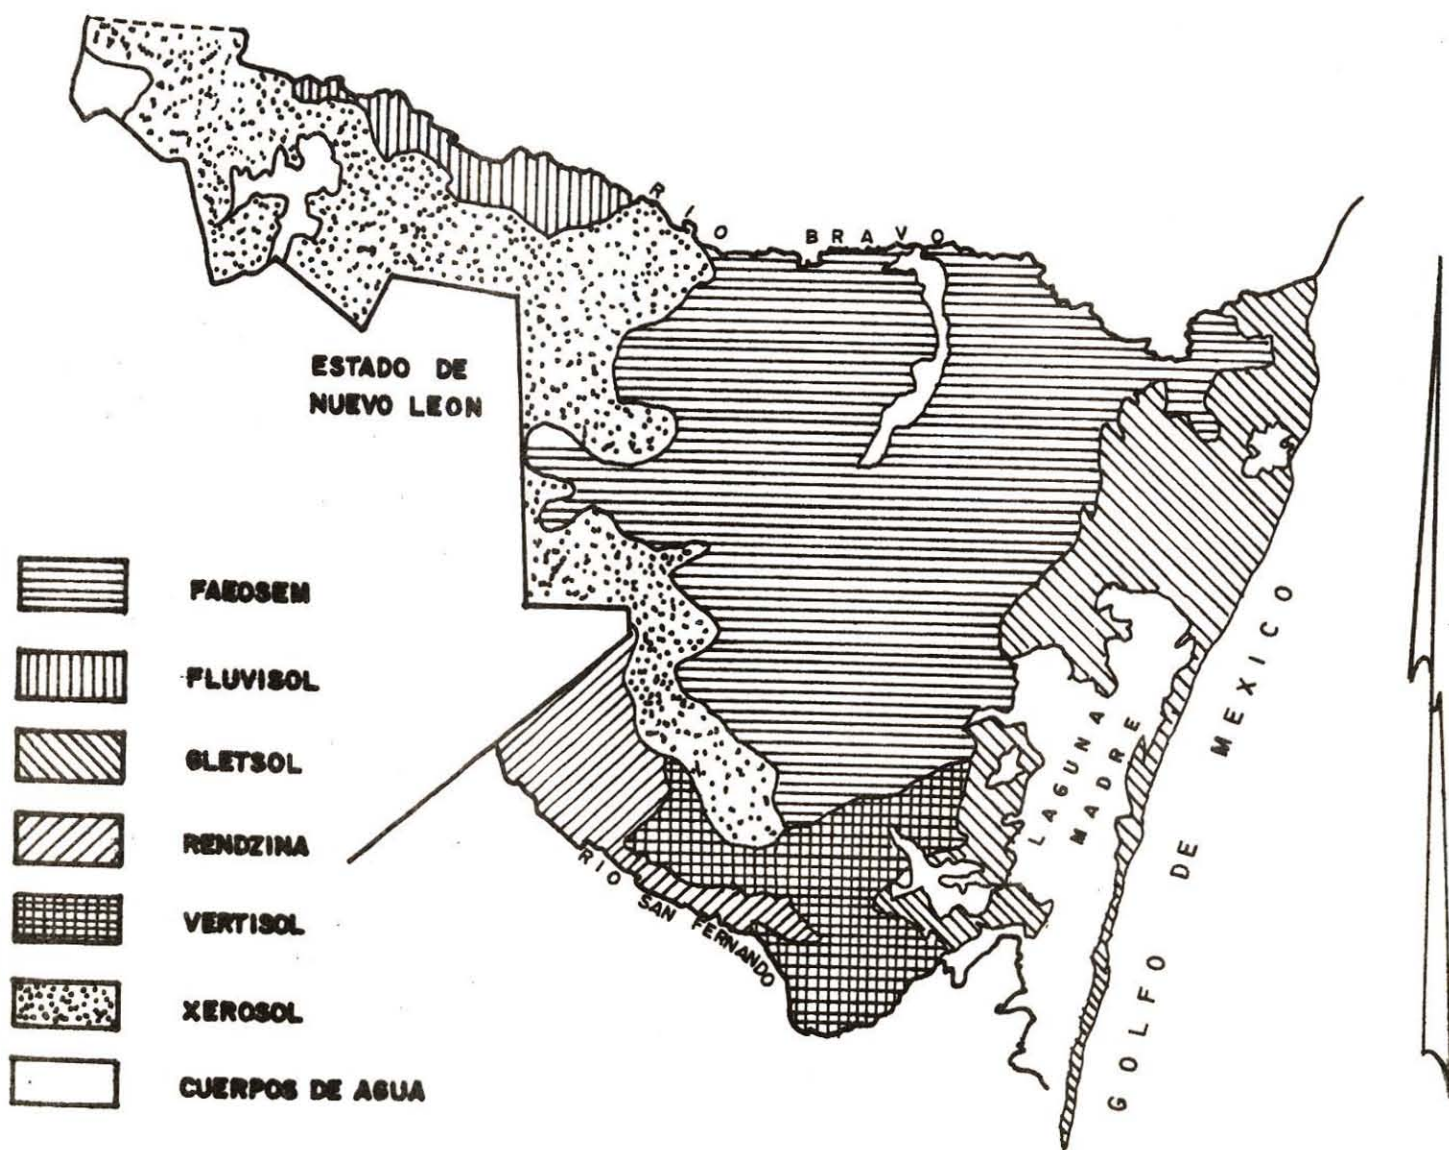 RÍO BRAVO
ESTADO DE
NUEVO LEON
FAEOSEM
FLUVISOL
GLETSOL
RENDZINA
VERTISOL
XEROSOL
CUERPOS DE AGUA
LAGUNA
MADRE
RIO SAN FERNANDO
GOLFO DE MEXICO